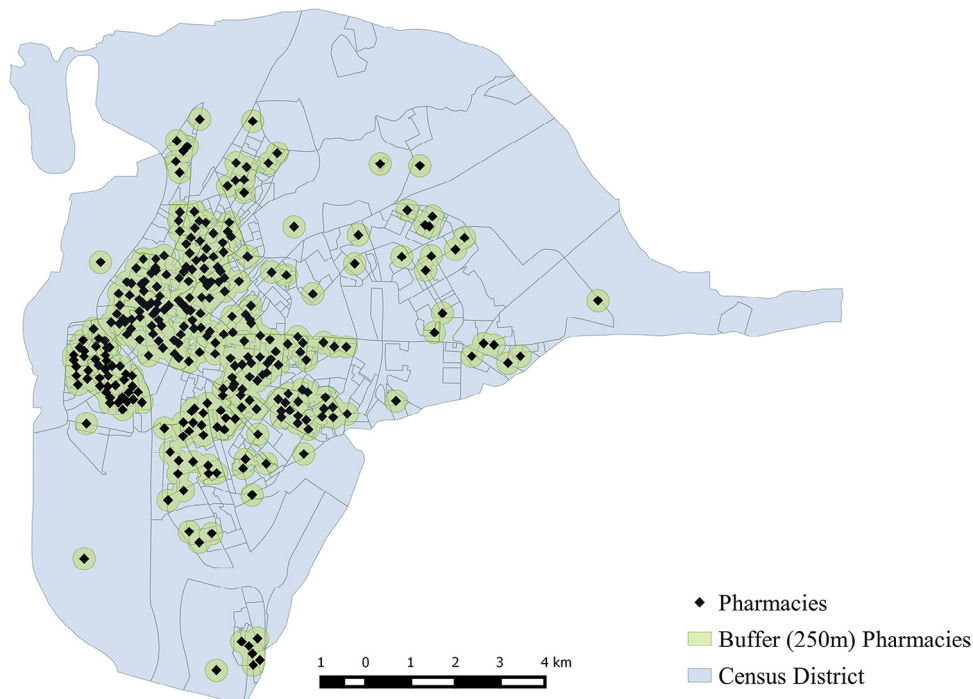 Pharmacies
Buffer (250m) Pharmacies
Census District
1 0 1 2 3 4 km